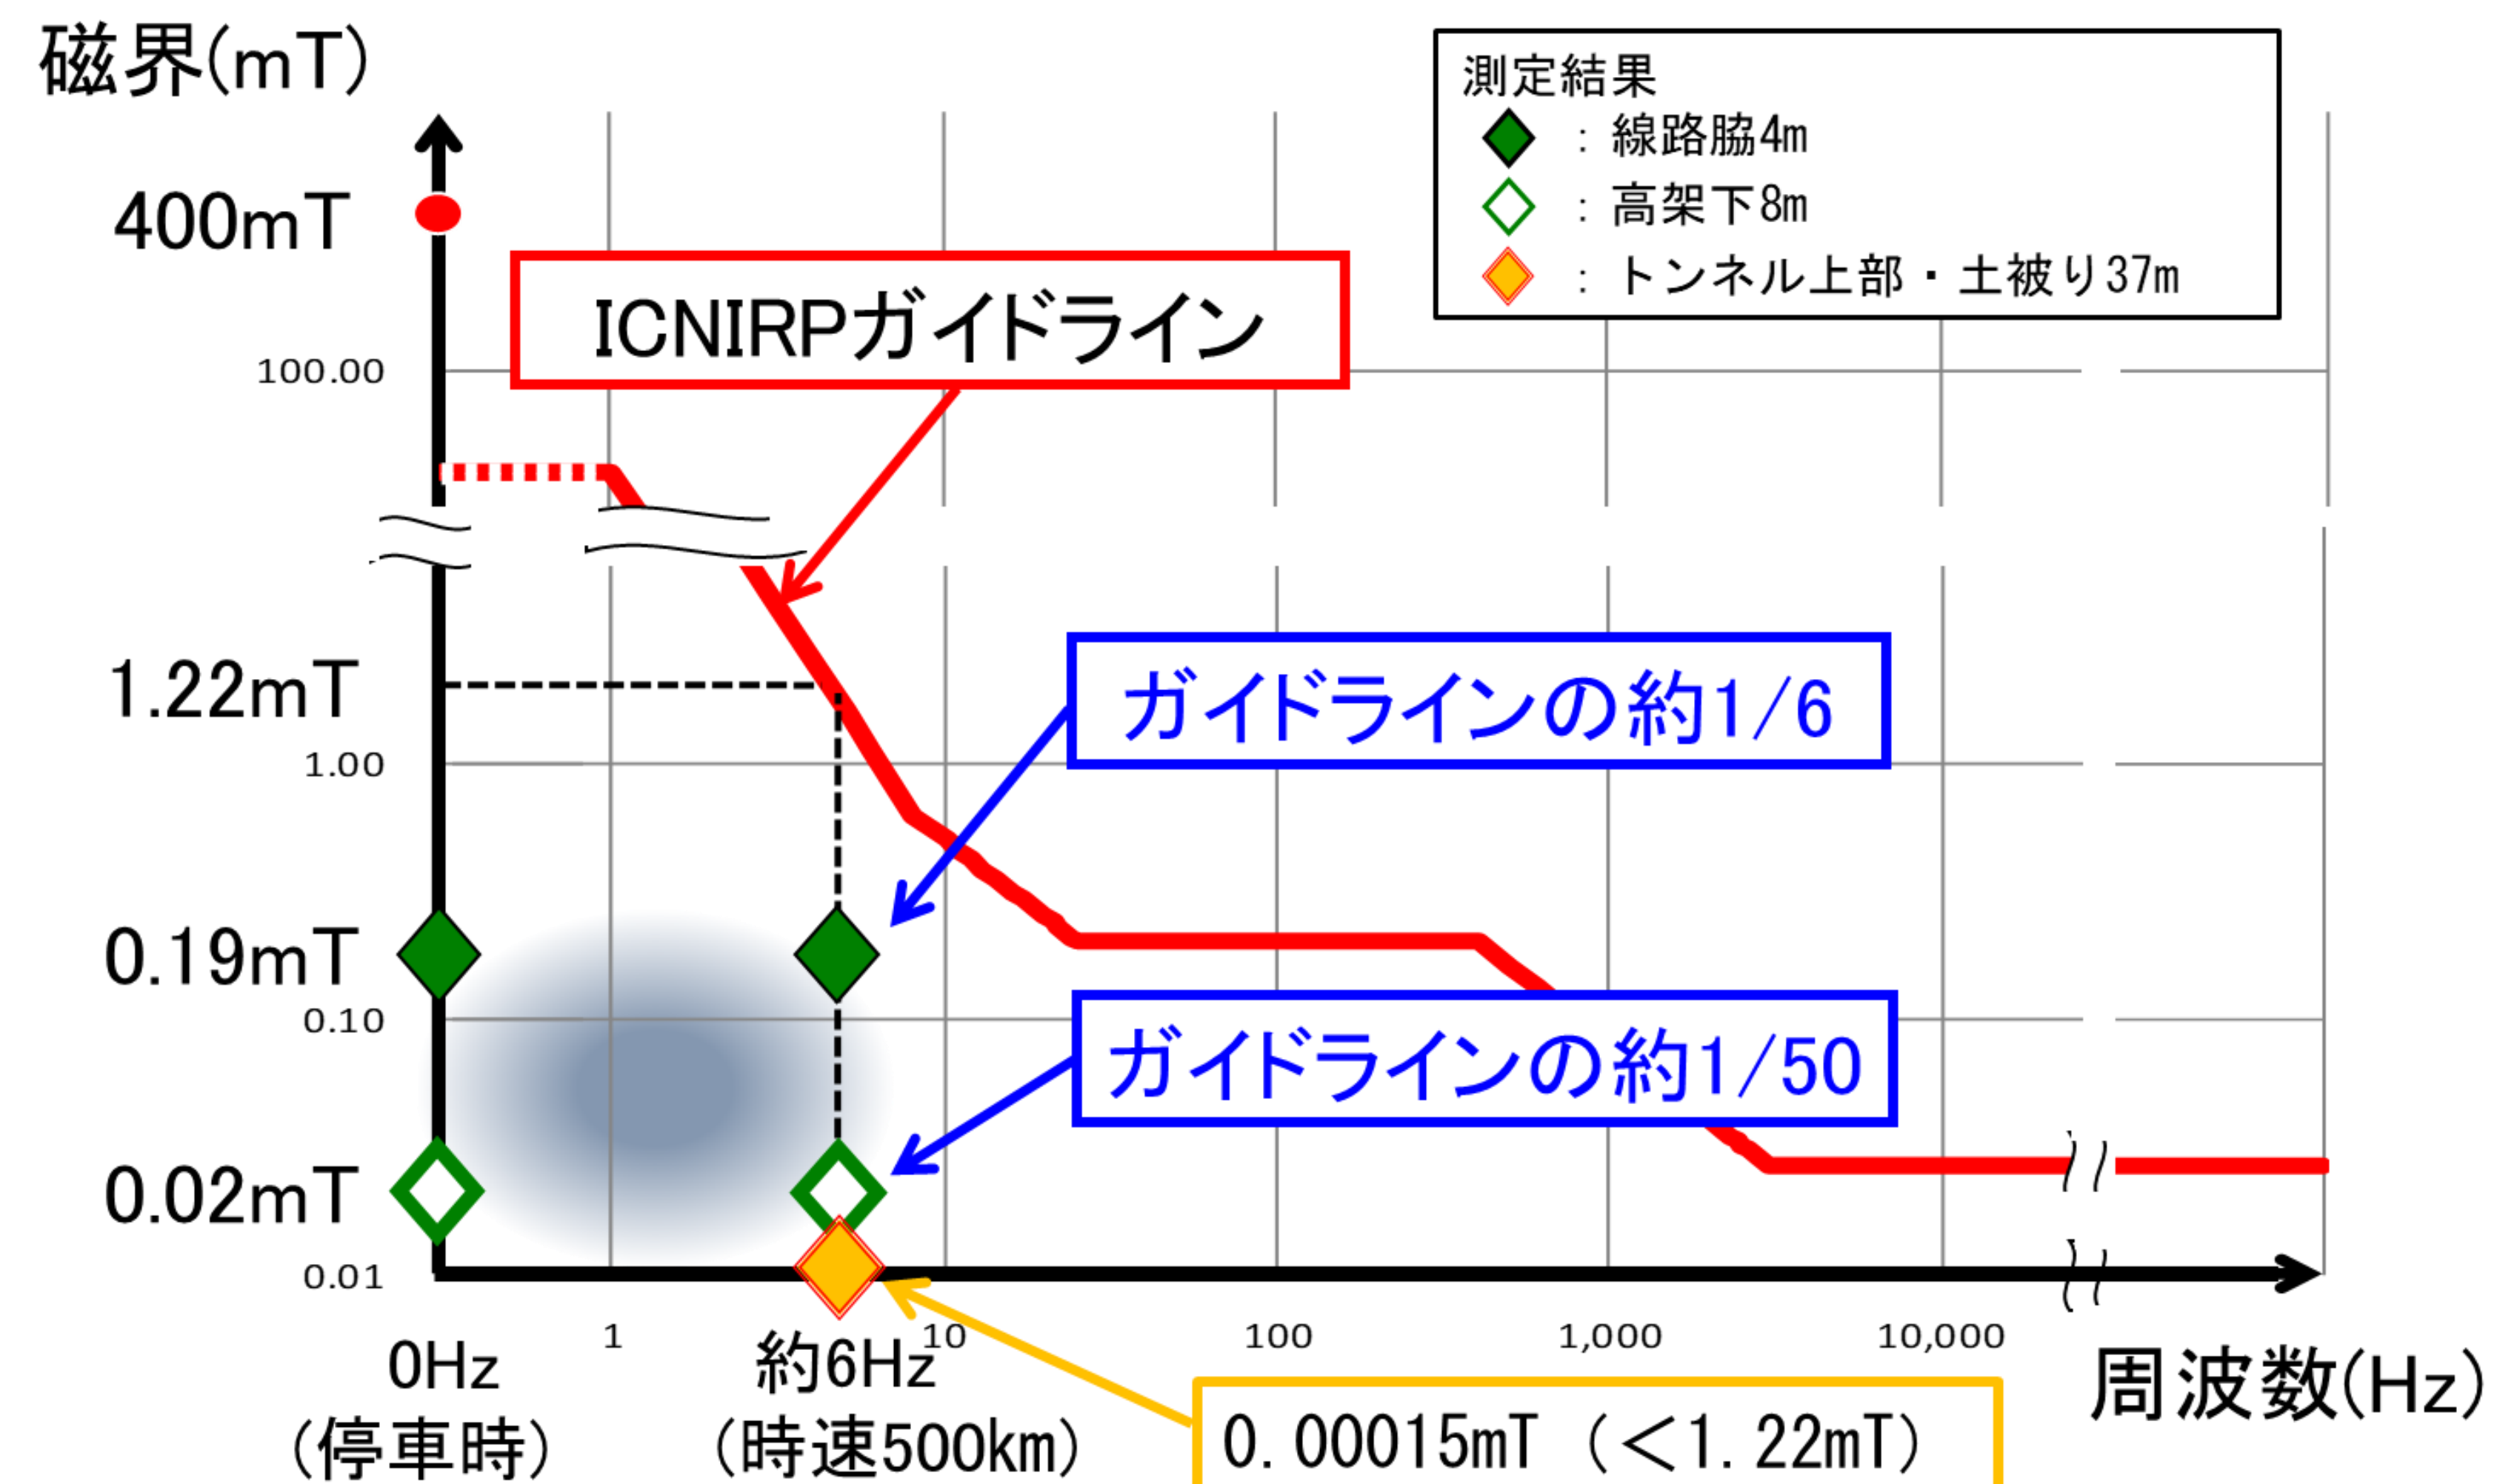 磁界(mT)
測定結果
：線路脇4m
：高架下8m
：トンネル上部・土被り37m
400mT
ICNIRPガイドライン
100.00
1.22mT
ガイドラインの約1/6
1.00
0.19mT
0.10
ガイドラインの約1/50
0.02mT
0.01
1
10
100
1,000
10,000
0Hz
約6Hz
周波数(Hz)
（停車時）
（時速500km）
0.00015mT（＜1.22mT）